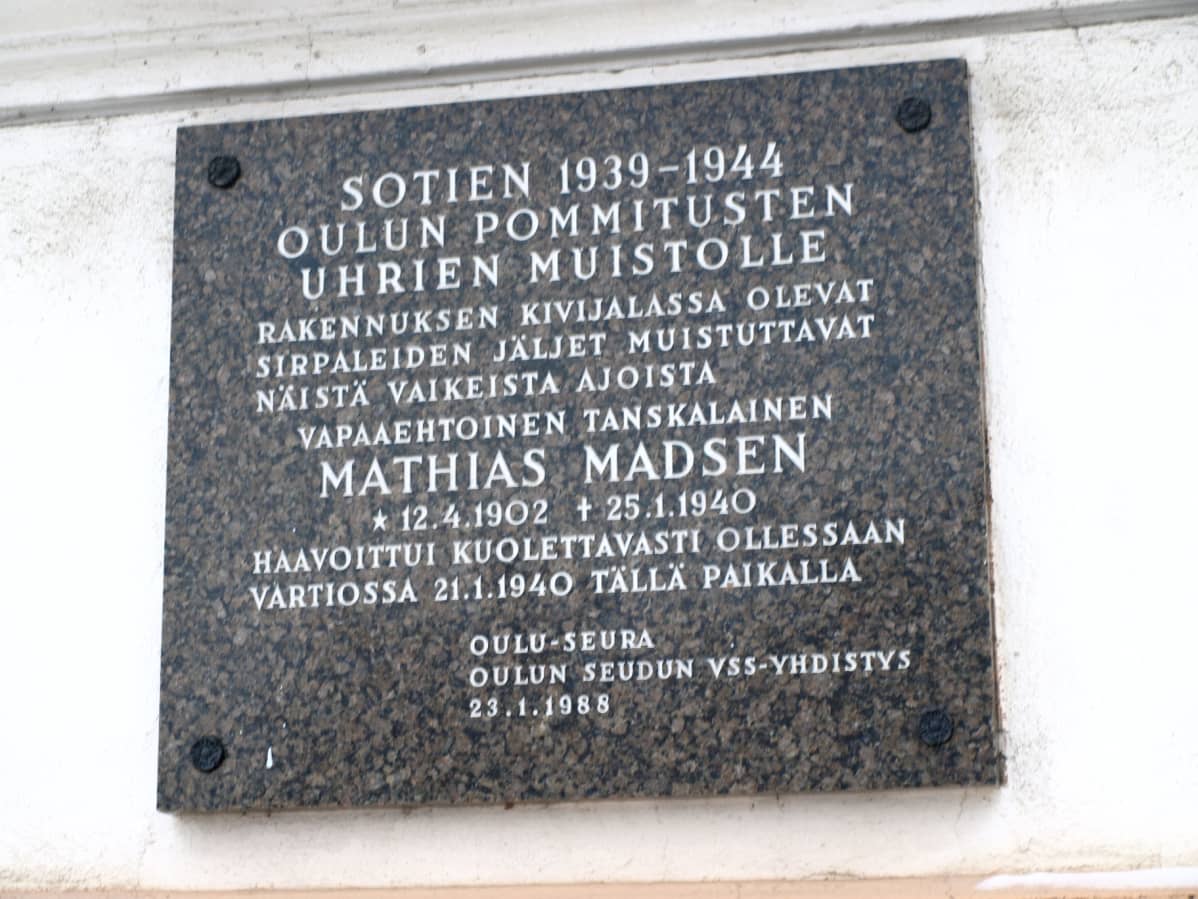 SOTIEN 1939-1944
OULUN POMMITUSTEN
UHRIEN MUISTOLLE
RAKENNUKSEN KIVIJALASSA OLEVAT
SIRPALEIDEN JÄLJET MUISTUTTAVAT
NÄISTÄ VAIKEISTA AJOISTA
VAPAAEHTOINEN TANSKALAINEN
MATHIAS MADSEN
★ 12.4.1902 † 25.1.1940
HAAVOITTUI KUOLETTAVASTI OLLESSAAN
VARTIOSSA 21.1.1940 TÄLLÄ PAIKALLA
OULU-SEURA
OULUN SEUDUN VSS-YHDISTYS
23.1.1988